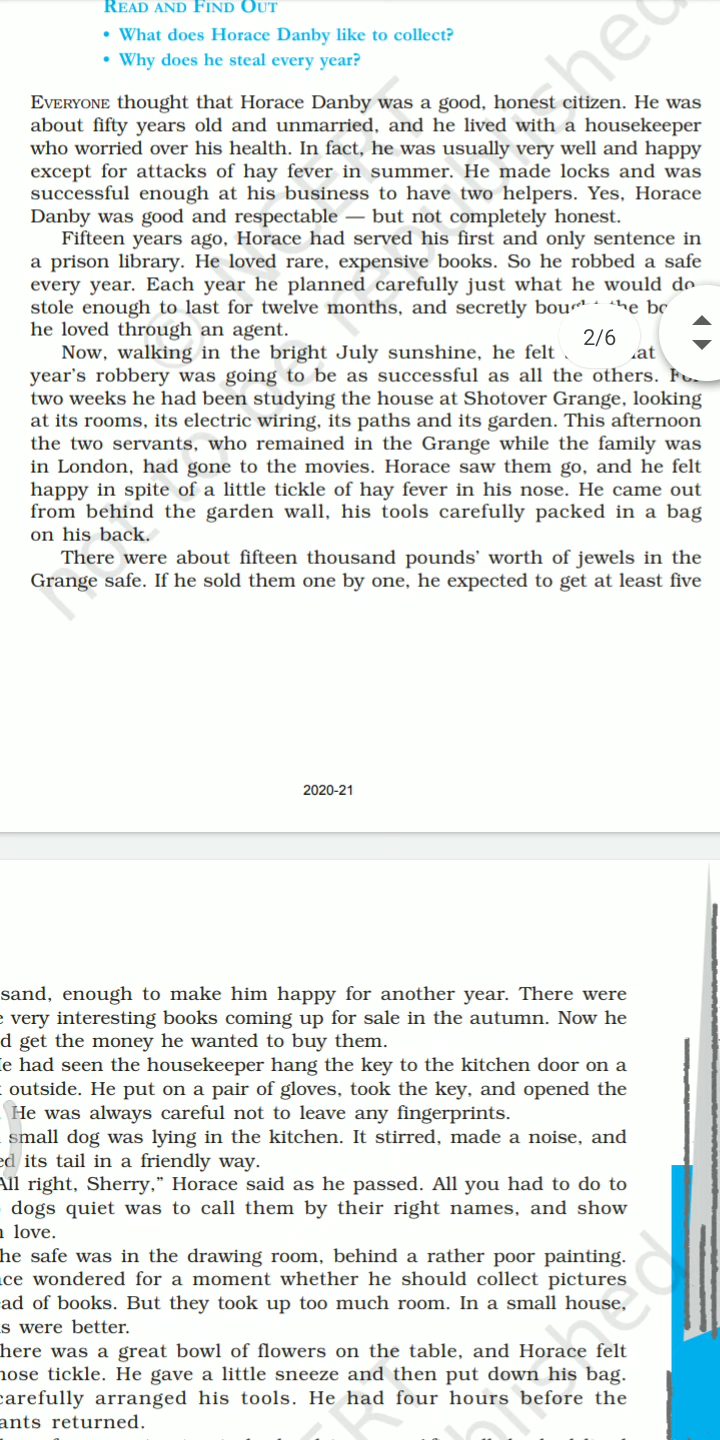 READ AND FIND OUT
• What does Horace Danby like to collect?
• Why does he steal every year?
EVERYONE thought that Horace Danby was a good, honest citizen. He was
about fifty years old and unmarried, and he lived with a housekeeper
who worried over his health. In fact, he was usually very well and happy
except for attacks of hay fever in summer. He made locks and was
successful enough at his business to have two helpers. Yes, Horace
Danby was good and respectable — but not completely honest.
Fifteen years ago, Horace had served his first and only sentence in
a prison library. He loved rare, expensive books. So he robbed a safe
every year. Each year he planned carefully just what he would do,
stole enough to last for twelve months, and secretly
he loved through an agent.
2/6
Now, walking in the bright July sunshine, he felt
year's robbery was going to be as successful as all the others. For
two weeks he had been studying the house at Shotover Grange, looking
at its rooms, its electric wiring, its paths and its garden. This afternoon
the two servants, who remained in the Grange while the family was
in London, had gone to the movies. Horace saw them go, and he felt
happy in spite of a little tickle of hay fever in his nose. He came out
from behind the garden wall, his tools carefully packed in a bag
on his back.
There were about fifteen thousand pounds' worth of jewels in the
Grange safe. If he sold them one by one, he expected to get at least five
© NCERT
not to be republished
2020-21
sand, enough to make him happy for another year. There were
very interesting books coming up for sale in the autumn. Now he
d get the money he wanted to buy them.
He had seen the housekeeper hang the key to the kitchen door on a
outside. He put on a pair of gloves, took the key, and opened the
He was always careful not to leave any fingerprints.
small dog was lying in the kitchen. It stirred, made a noise, and
ed its tail in a friendly way.
All right, Sherry,” Horace said as he passed. All you had to do to
dogs quiet was to call them by their right names, and show
love.
he safe was in the drawing room, behind a rather poor painting.
ce wondered for a moment whether he should collect pictures
ead of books. But they took up too much room. In a small house,
s were better.
here was a great bowl of flowers on the table, and Horace felt
nose tickle. He gave a little sneeze and then put down his bag.
carefully arranged his tools. He had four hours before the
ants returned.